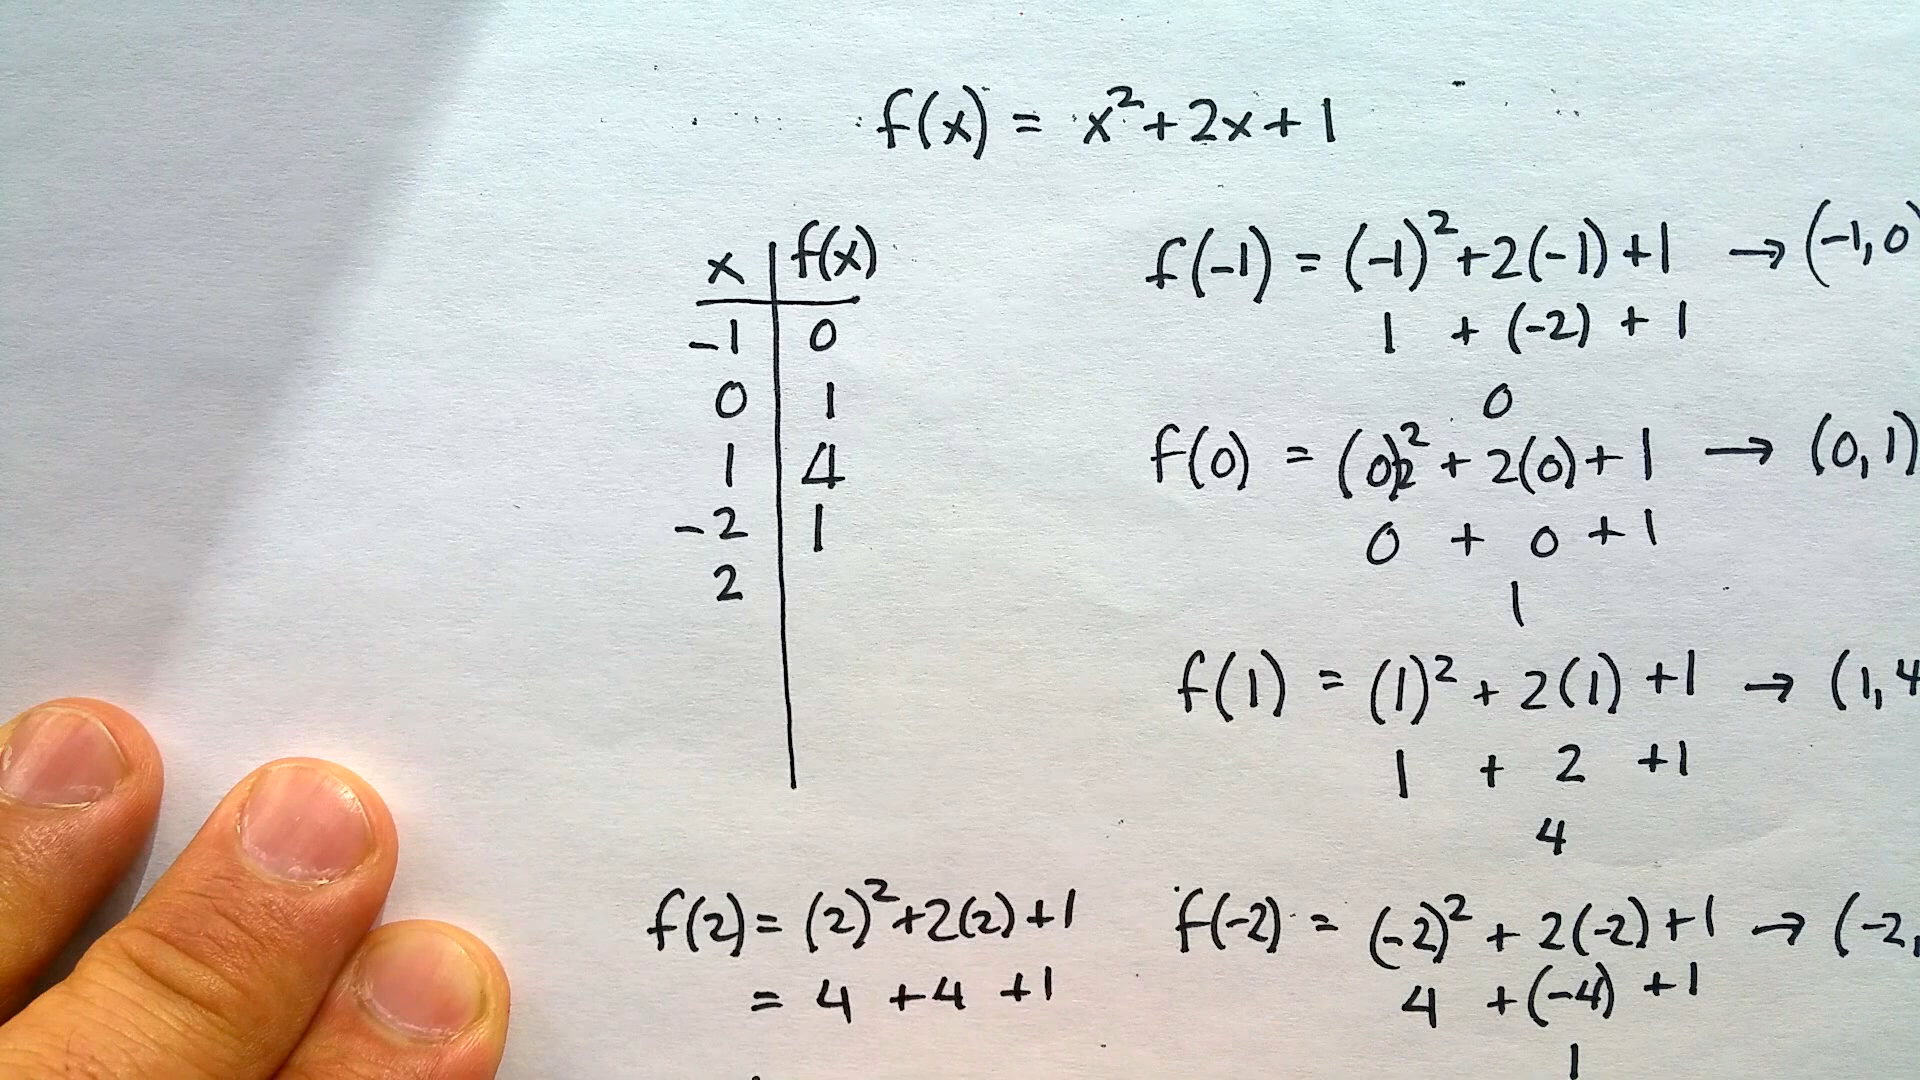 f(x) = x²+2x+1
x | f(x)
-1 | 0
0 | 1
1 | 4
-2 | 1
2 |
f(-1) = (-1)²+2(-1)+1 → (-1,0)
1 + (-2) + 1
0
f(0) = (0)² + 2(0)+1 → (0,1)
0 + 0 + 1
1
f(1) = (1)² + 2(1) +1 → (1,4
1 + 2 +1
4
f(-2) = (-2)² + 2(-2)+1 → (-2,
4 +(-4) +1
1
f(2)= (2)²+2(2)+1
= 4 +4 +1